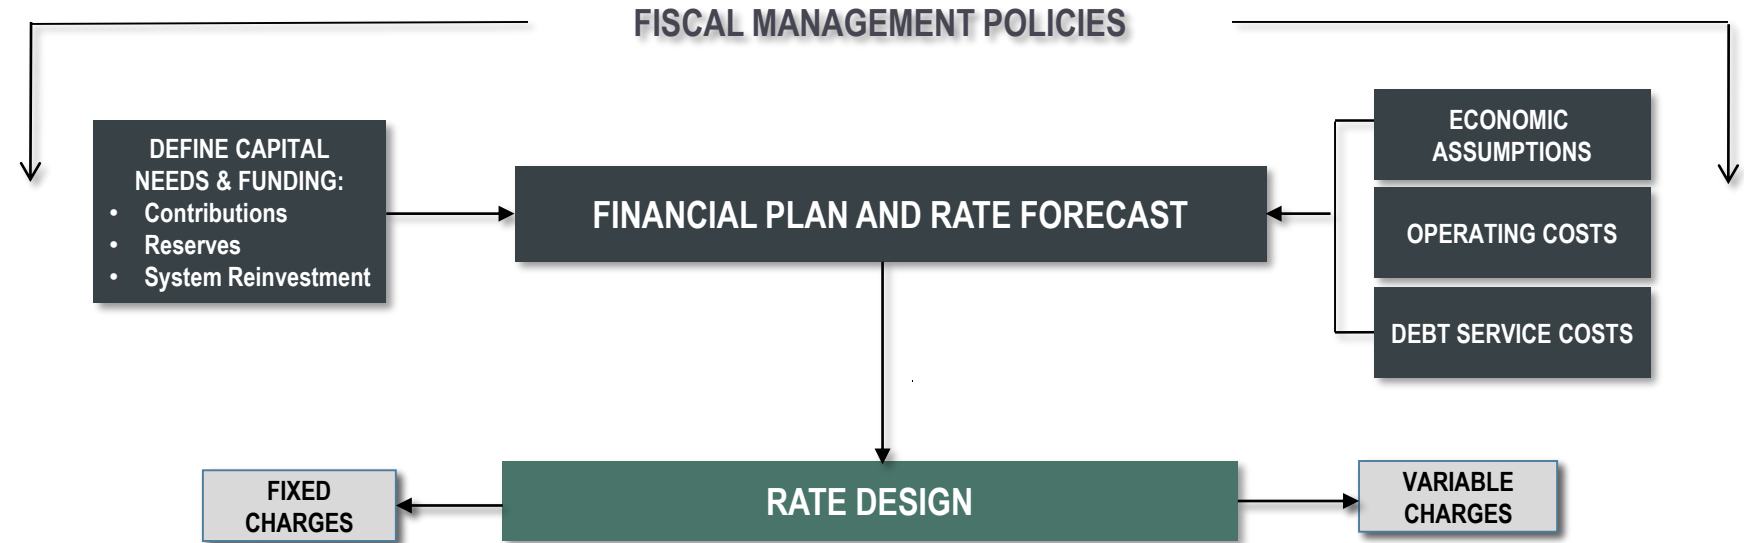 FISCAL MANAGEMENT POLICIES
DEFINE CAPITAL
NEEDS & FUNDING:
• Contributions
• Reserves
• System Reinvestment
FINANCIAL PLAN AND RATE FORECAST
ECONOMIC
ASSUMPTIONS
OPERATING COSTS
DEBT SERVICE COSTS
FIXED
CHARGES
RATE DESIGN
VARIABLE
CHARGES